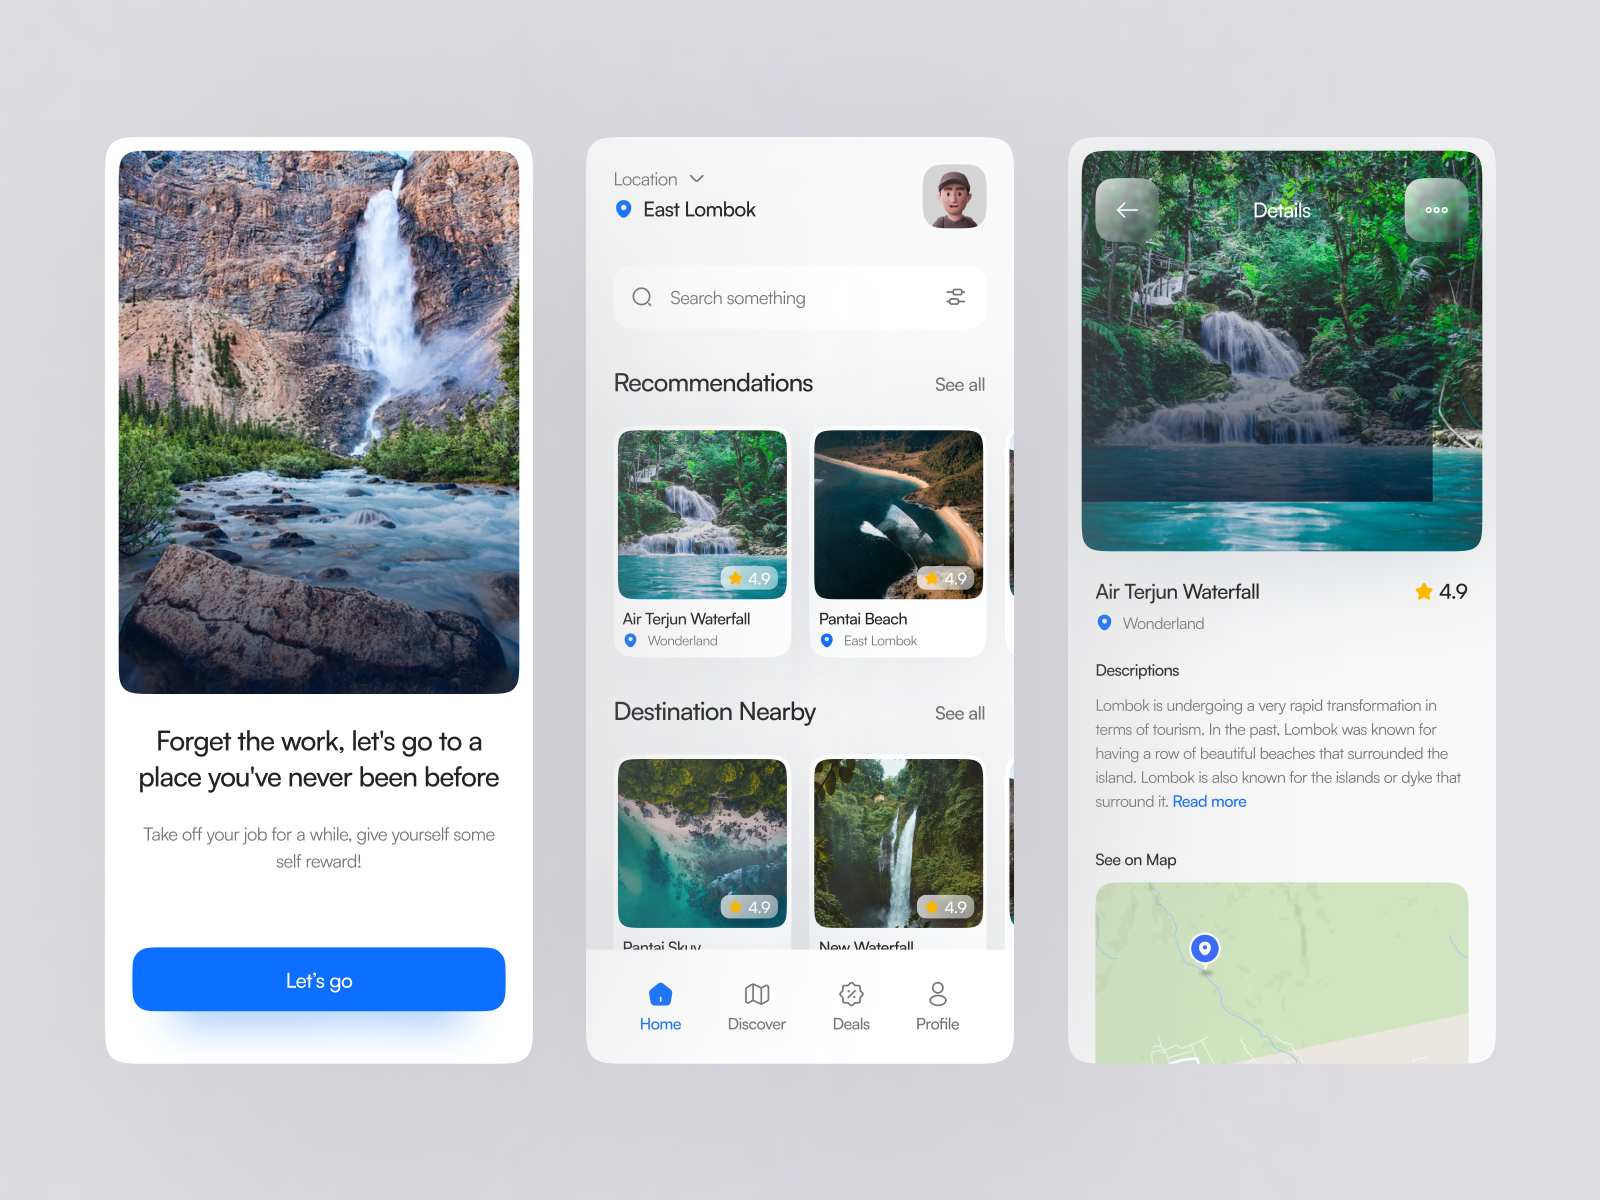 Forget the work, let's go to a
place you've never been before
Take off your job for a while, give yourself some
self reward!
Let's go
Location
East Lombok
Search something
Recommendations
See all
4.9
4.9
Air Terjun Waterfall
Pantai Beach
Wonderland
East Lombok
Destination Nearby
See all
4.9
4.9
Pantai Skuy
New Waterfall
Home
Discover
Deals
Profile
Details
Air Terjun Waterfall
4.9
Wonderland
Descriptions
Lombok is undergoing a very rapid transformation in
terms of tourism. In the past, Lombok was known for
having a row of beautiful beaches that surrounded the
island. Lombok is also known for the islands or dyke that
surround it. Read more
See on Map